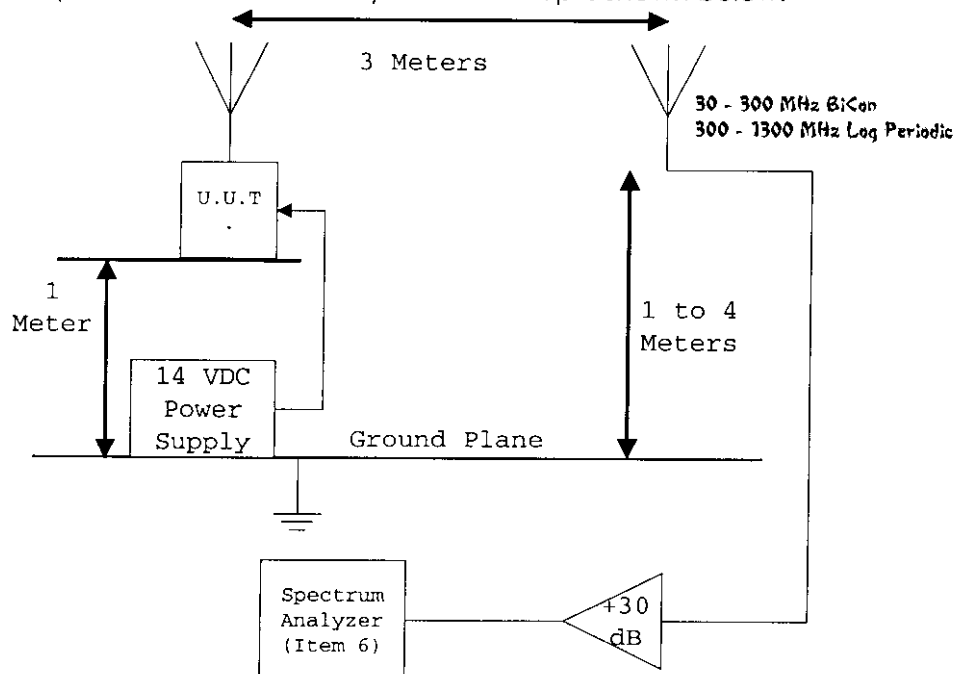 3 Meters
30 - 300 MHz BiCon
300 - 1300 MHz Log Periodic
U.U.T
.
1
Meter
1 to 4
Meters
14 VDC
Power
Supply
Ground Plane
Spectrum
Analyzer
(Item 6)
+30
dB